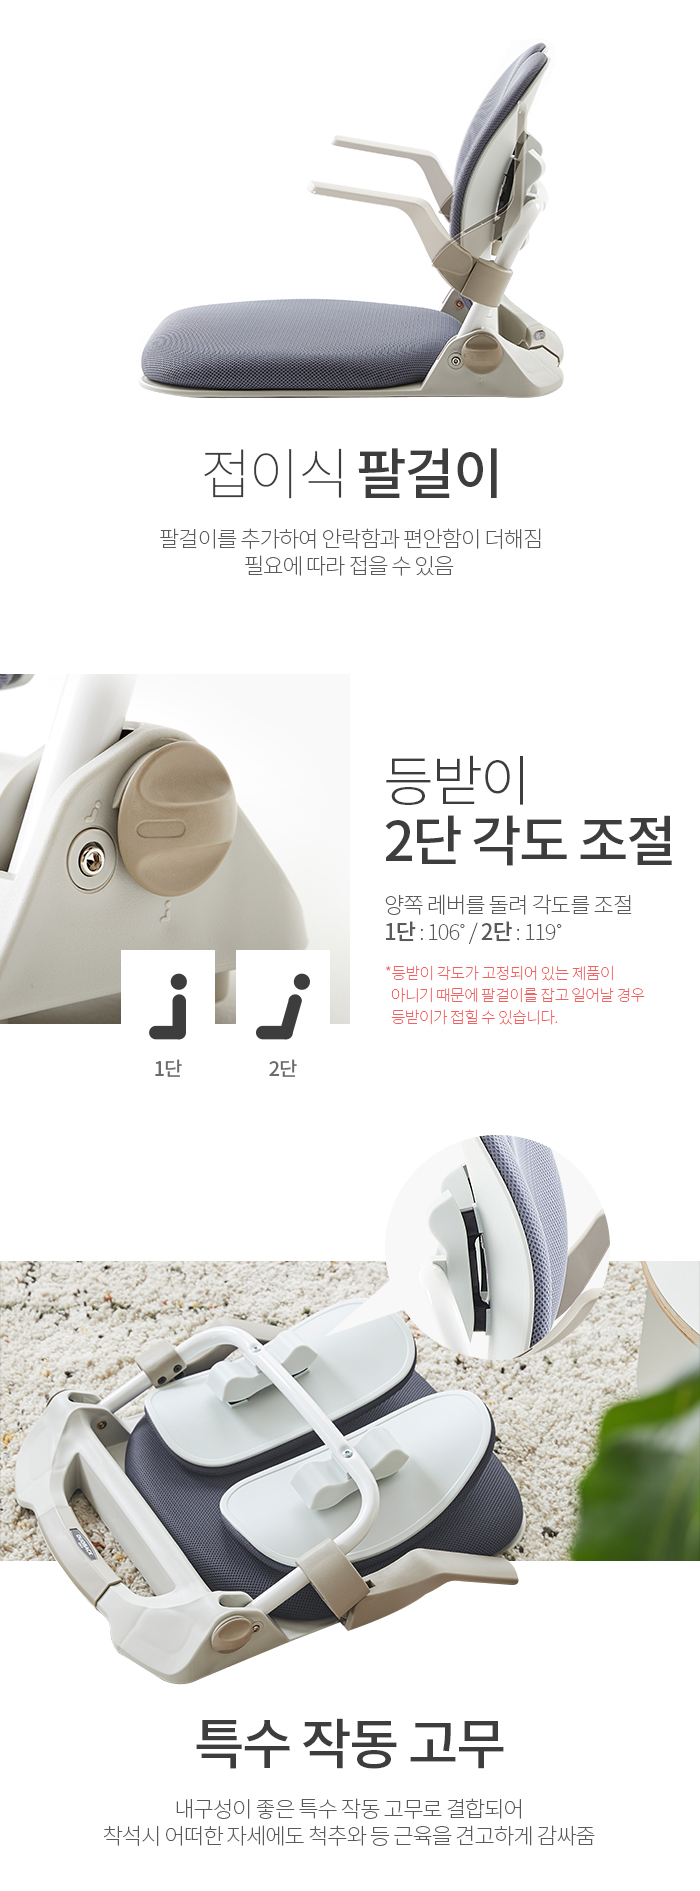 접이식 팔걸이
팔걸이를 추가하여 안락함과 편안함이 더해짐
필요에 따라 접을 수 있음
등받이
2단 각도 조절
양쪽 레버를 돌려 각도를 조절
1단 : 106˚ / 2단 : 119˚
*등받이 각도가 고정되어 있는 제품이
아니기 때문에 팔걸이를 잡고 일어날 경우
등받이가 접힐 수 있습니다.
1단
2단
특수 작동 고무
내구성이 좋은 특수 작동 고무로 결합되어
착석시 어떠한 자세에도 척추와 등 근육을 견고하게 감싸줌